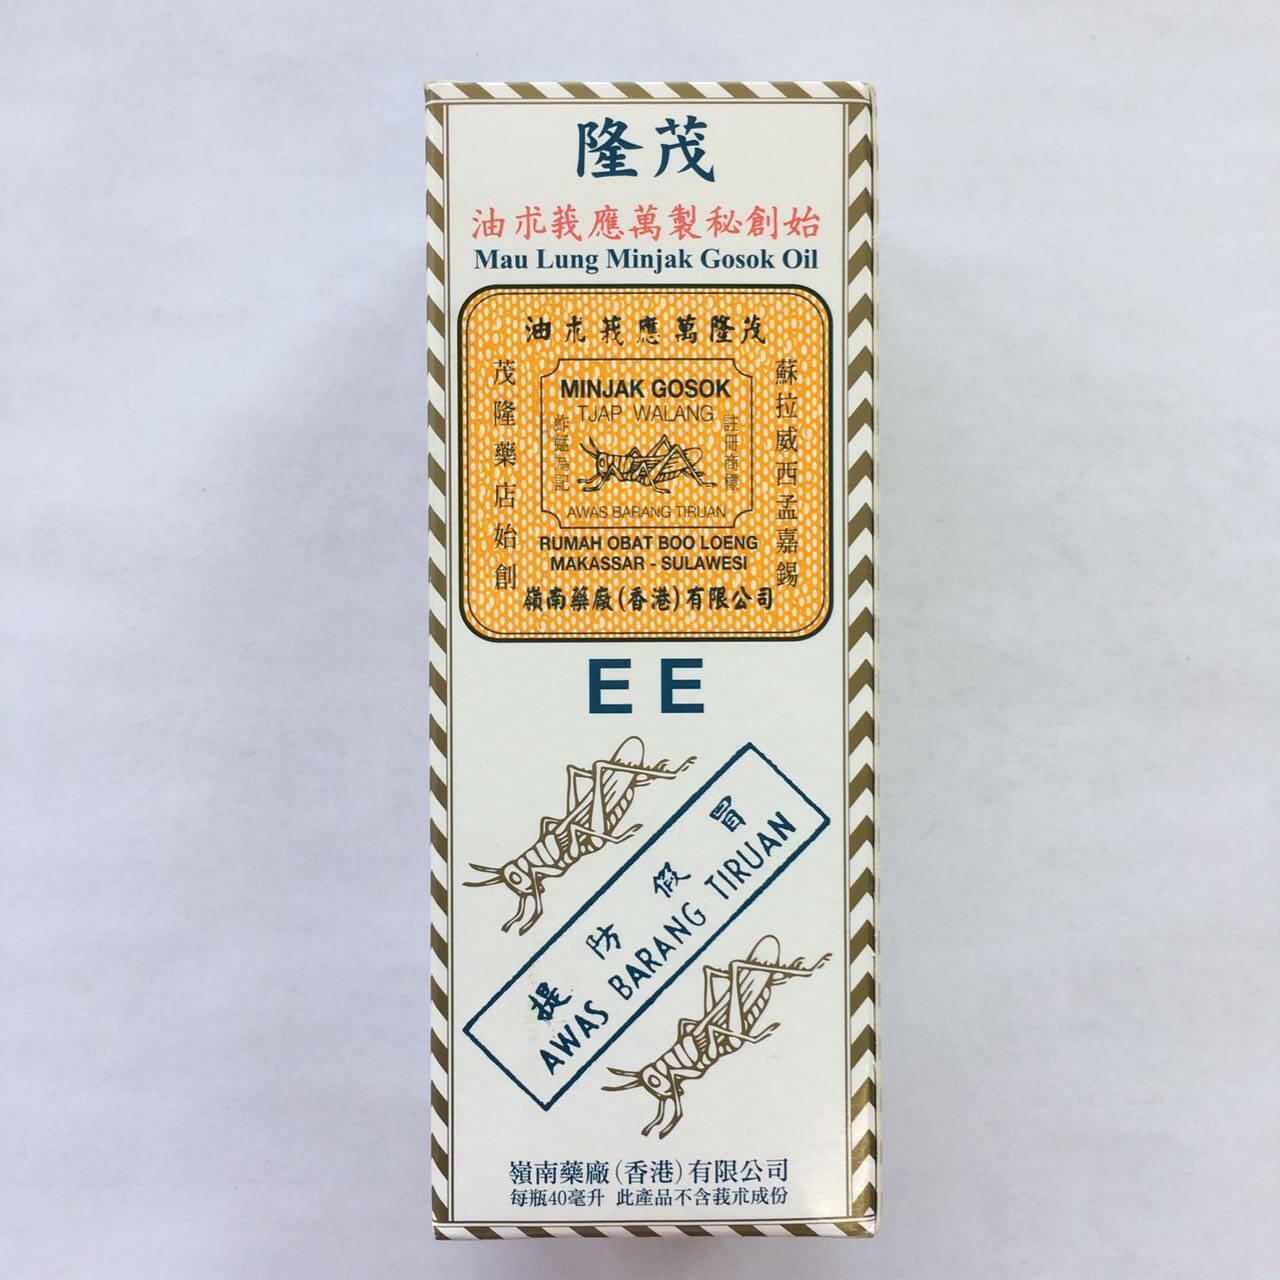 隆茂
油朮莪應萬製秘創始
Mau Lung Minjak Gosok Oil
油朮莪應萬隆茂
茂隆藥店始創
蘇拉威西孟嘉錫
MINJAK GOSOK
TJAP WALANG
蚱蜢為記
註冊商標
AWAS BARANG TIRUAN
RUMAH OBAT BOO LOENG
MAKASSAR - SULAWESI
嶺南藥廠(香港)有限公司
EE
提防假冒
AWAS BARANG TIRUAN
嶺南藥廠(香港)有限公司
每瓶40毫升 此產品不含莪朮成份